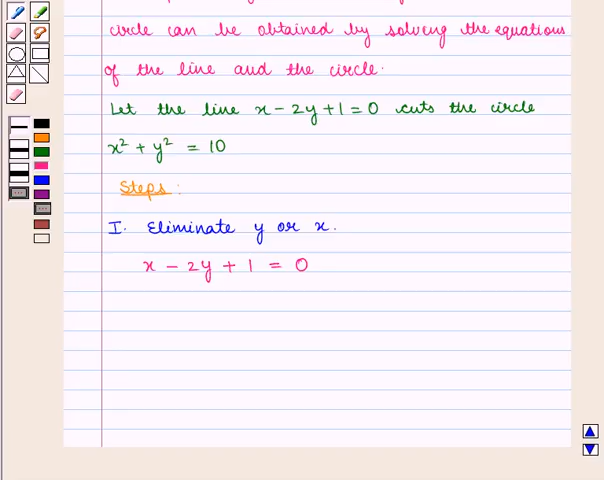 circle can be obtained by solving the equations
of the line and the circle.
Let the line x - 2y + 1 = 0 cuts the circle
x² + y² = 10
Steps :
I. Eliminate y or x.
x - 2y + 1 = 0